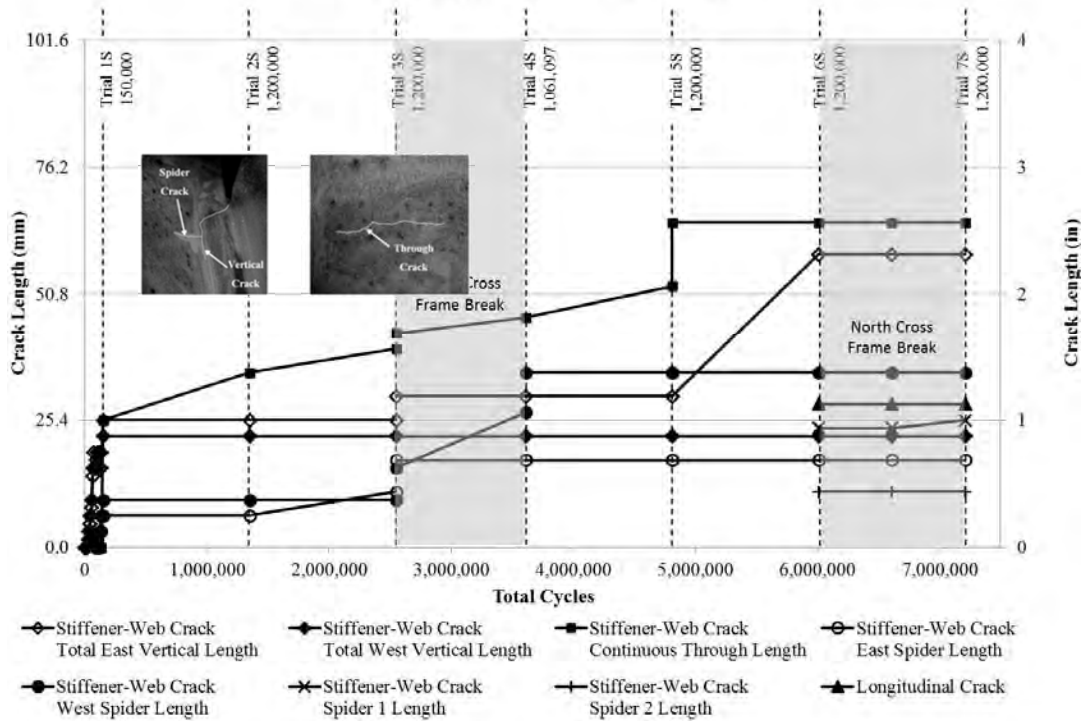 101.6
76.2
50.8
25.4
0.0
Crack Length (mm)
4
3
2
1
0
Crack Length (in)
Trial 1S
150,000
Trial 2S
1,200,000
Trial 3S
1,200,000
Trial 4S
1,061,097
Trial 5S
1,200,000
Trial 6S
1,200,000
Trial 7S
1,200,000
Spider
Crack
Vertical
Crack
Through
Crack
Cross
Frame Break
North Cross
Frame Break
0
1,000,000
2,000,000
3,000,000
4,000,000
5,000,000
6,000,000
7,000,000
Total Cycles
Stiffener-Web Crack
Total East Vertical Length
Stiffener-Web Crack
Total West Vertical Length
Stiffener-Web Crack
Continuous Through Length
Stiffener-Web Crack
East Spider Length
Stiffener-Web Crack
West Spider Length
Stiffener-Web Crack
Spider 1 Length
Stiffener-Web Crack
Spider 2 Length
Longitudinal Crack